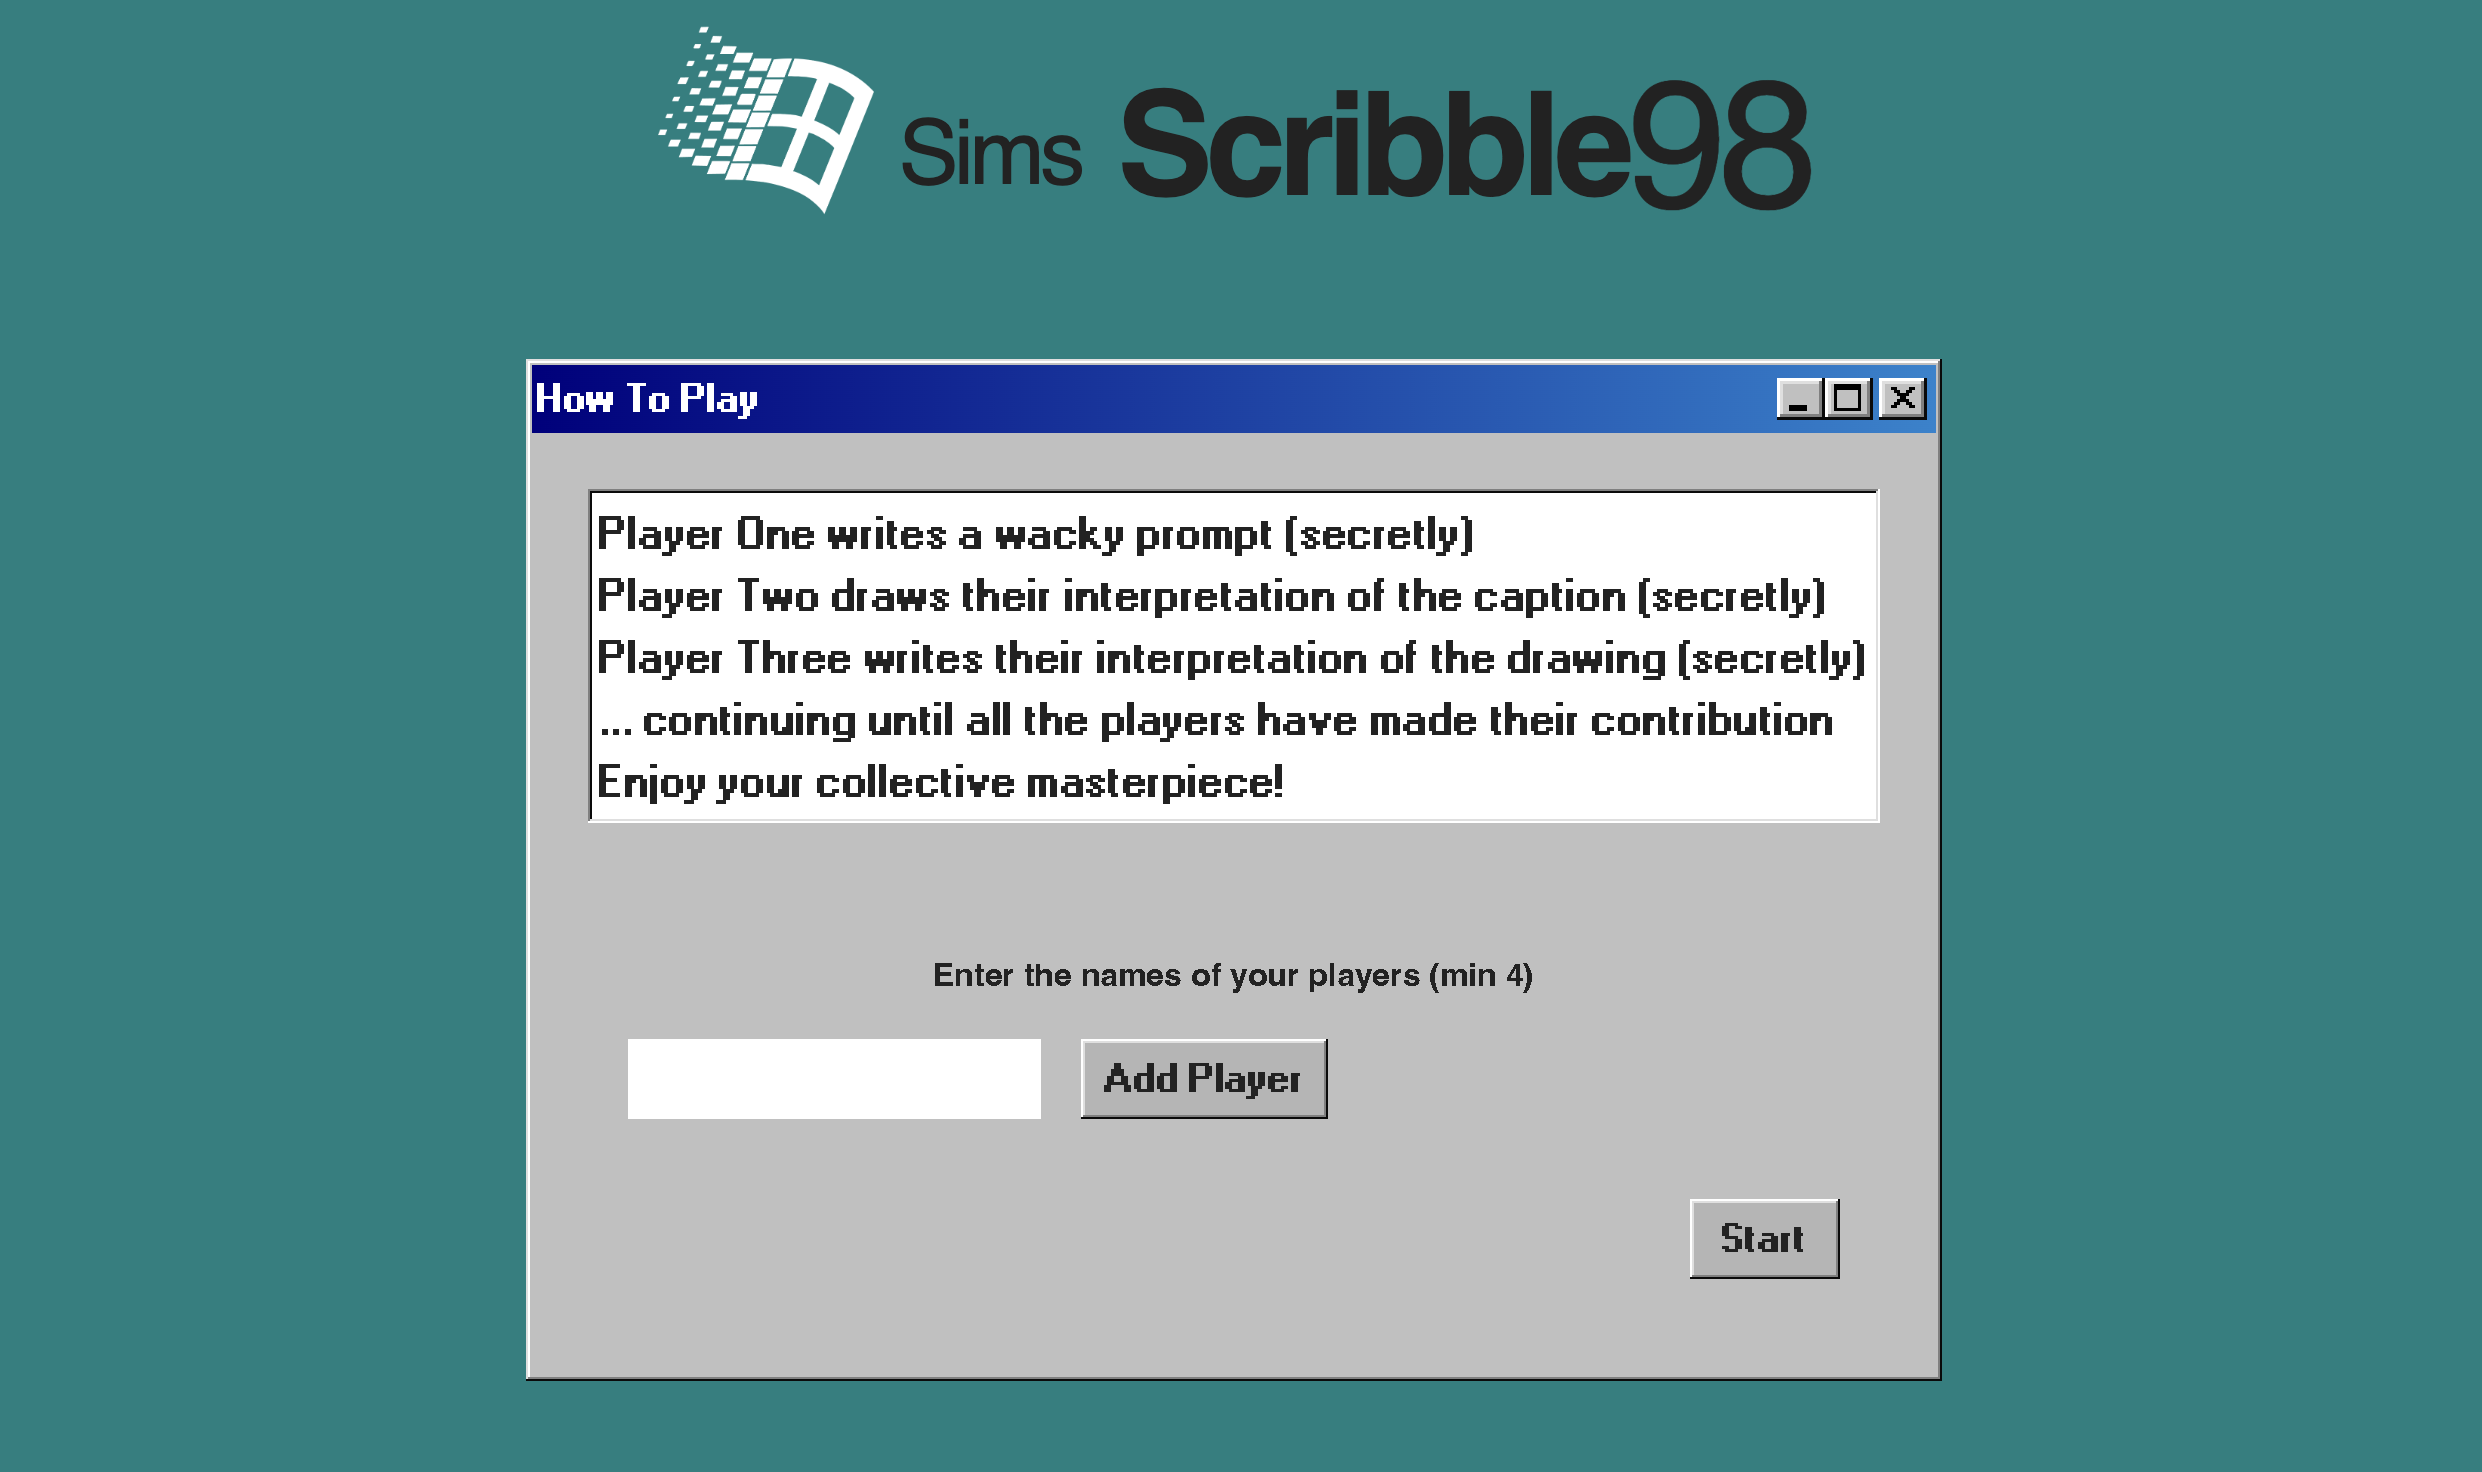 Sims Scribble98
How To Play
Player One writes a wacky prompt (secretly)
Player Two draws their interpretation of the caption (secretly)
Player Three writes their interpretation of the drawing (secretly)
... continuing until all the players have made their contribution
Enjoy your collective masterpiece!
Enter the names of your players (min 4)
Add Player
Start